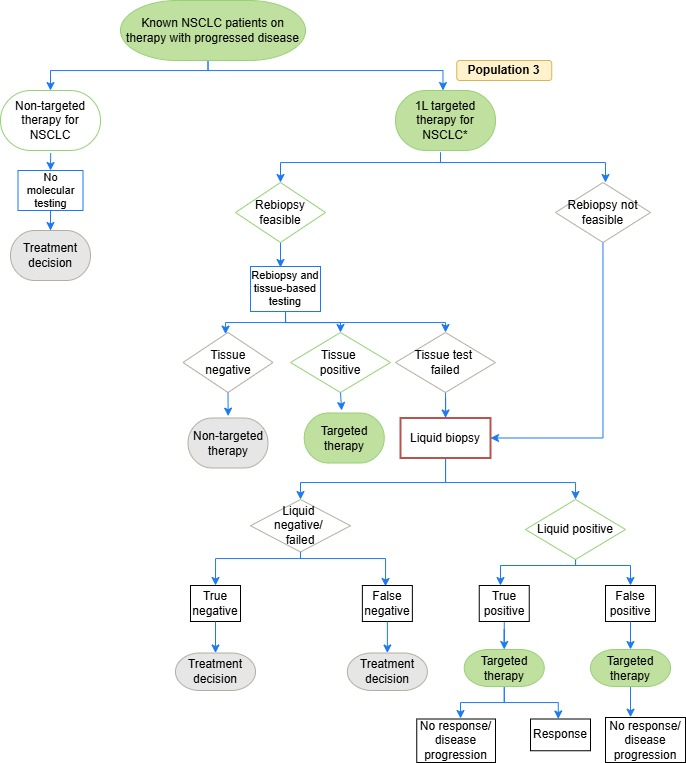 Known NSCLC patients on
therapy with progressed disease
Population 3
Non-targeted
therapy for
NSCLC
1L targeted
therapy for
NSCLC*
No
molecular
testing
Rebiopsy
feasible
Rebiopsy not
feasible
Treatment
decision
Rebiopsy and
tissue-based
testing
Tissue
negative
Tissue
positive
Tissue test
failed
Non-targeted
therapy
Targeted
therapy
Liquid biopsy
Liquid
negative/
failed
Liquid positive
True
negative
False
negative
True
positive
False
positive
Treatment
decision
Treatment
decision
Targeted
therapy
Targeted
therapy
No response/
disease
progression
Response
No response/
disease
progression